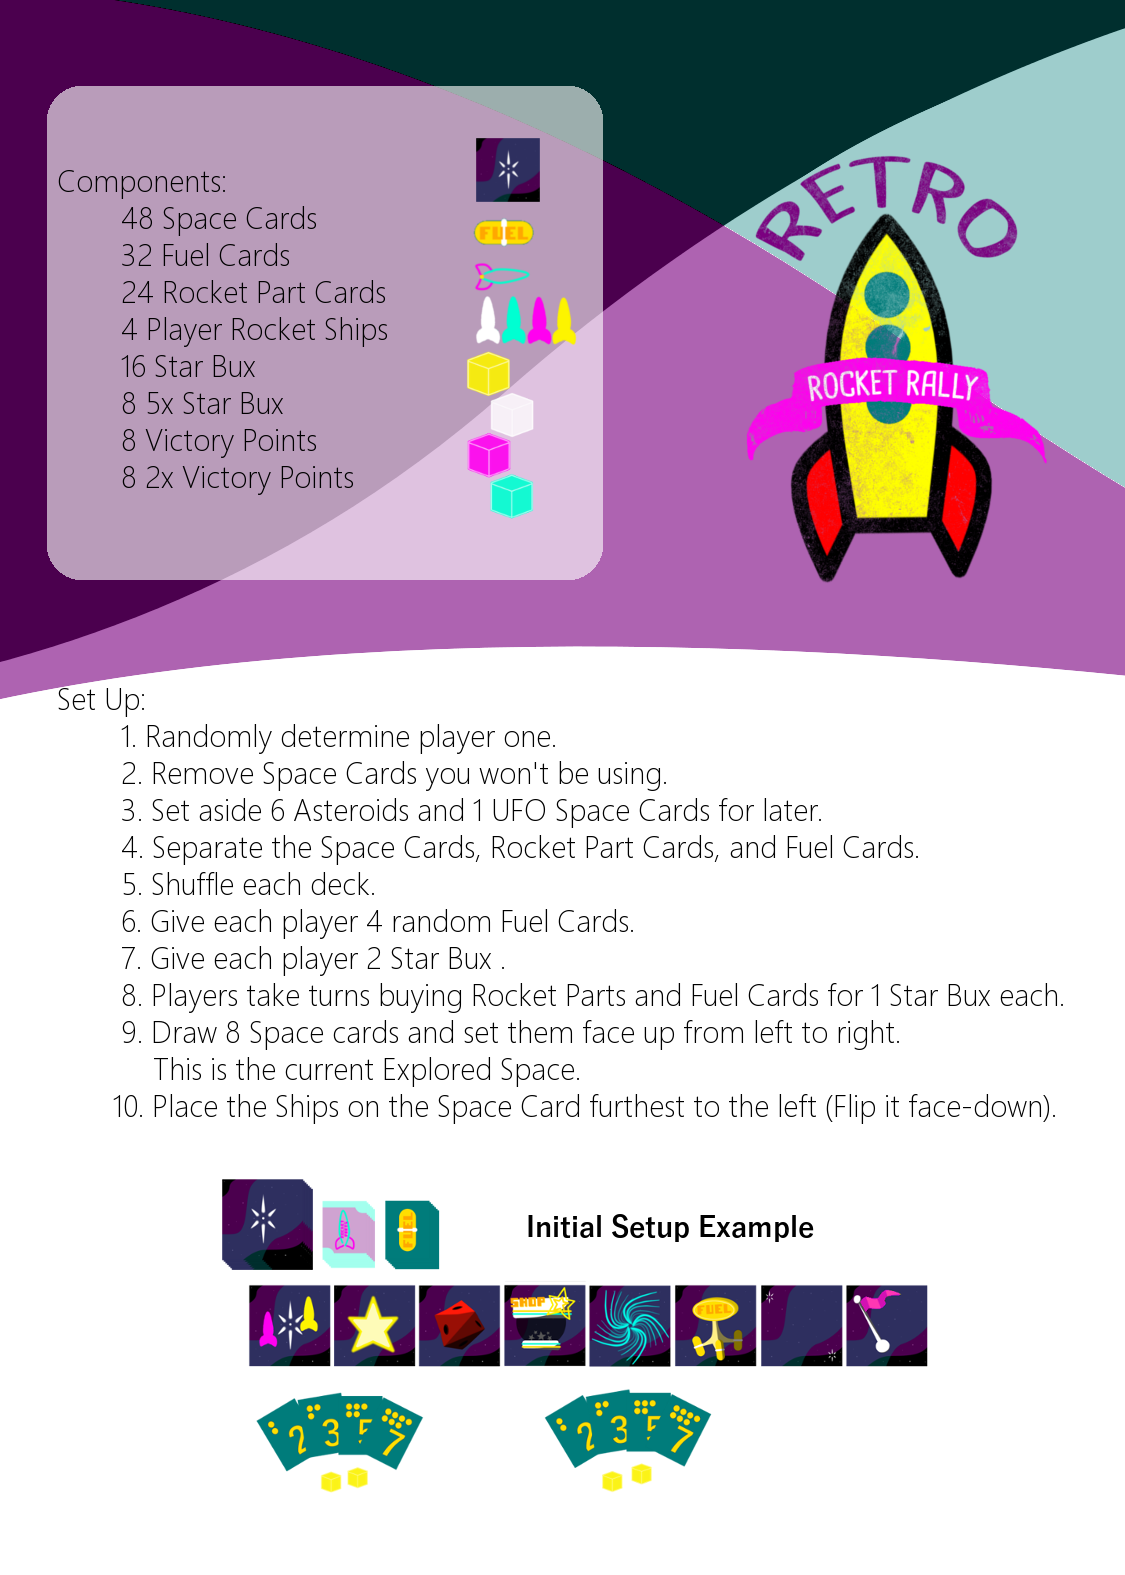 RETRO
ROCKET RALLY
Components:
48 Space Cards
32 Fuel Cards
24 Rocket Part Cards
4 Player Rocket Ships
16 Star Bux
8 5x Star Bux
8 Victory Points
8 2x Victory Points
FUEL
Set Up:
1. Randomly determine player one.
2. Remove Space Cards you won't be using.
3. Set aside 6 Asteroids and 1 UFO Space Cards for later.
4. Separate the Space Cards, Rocket Part Cards, and Fuel Cards.
5. Shuffle each deck.
6. Give each player 4 random Fuel Cards.
7. Give each player 2 Star Bux .
8. Players take turns buying Rocket Parts and Fuel Cards for 1 Star Bux each.
9. Draw 8 Space cards and set them face up from left to right.
This is the current Explored Space.
10. Place the Ships on the Space Card furthest to the left (Flip it face-down).
FUEL
Initial Setup Example
SHOP
FUEL
2 3 5 7
2 3 5 7